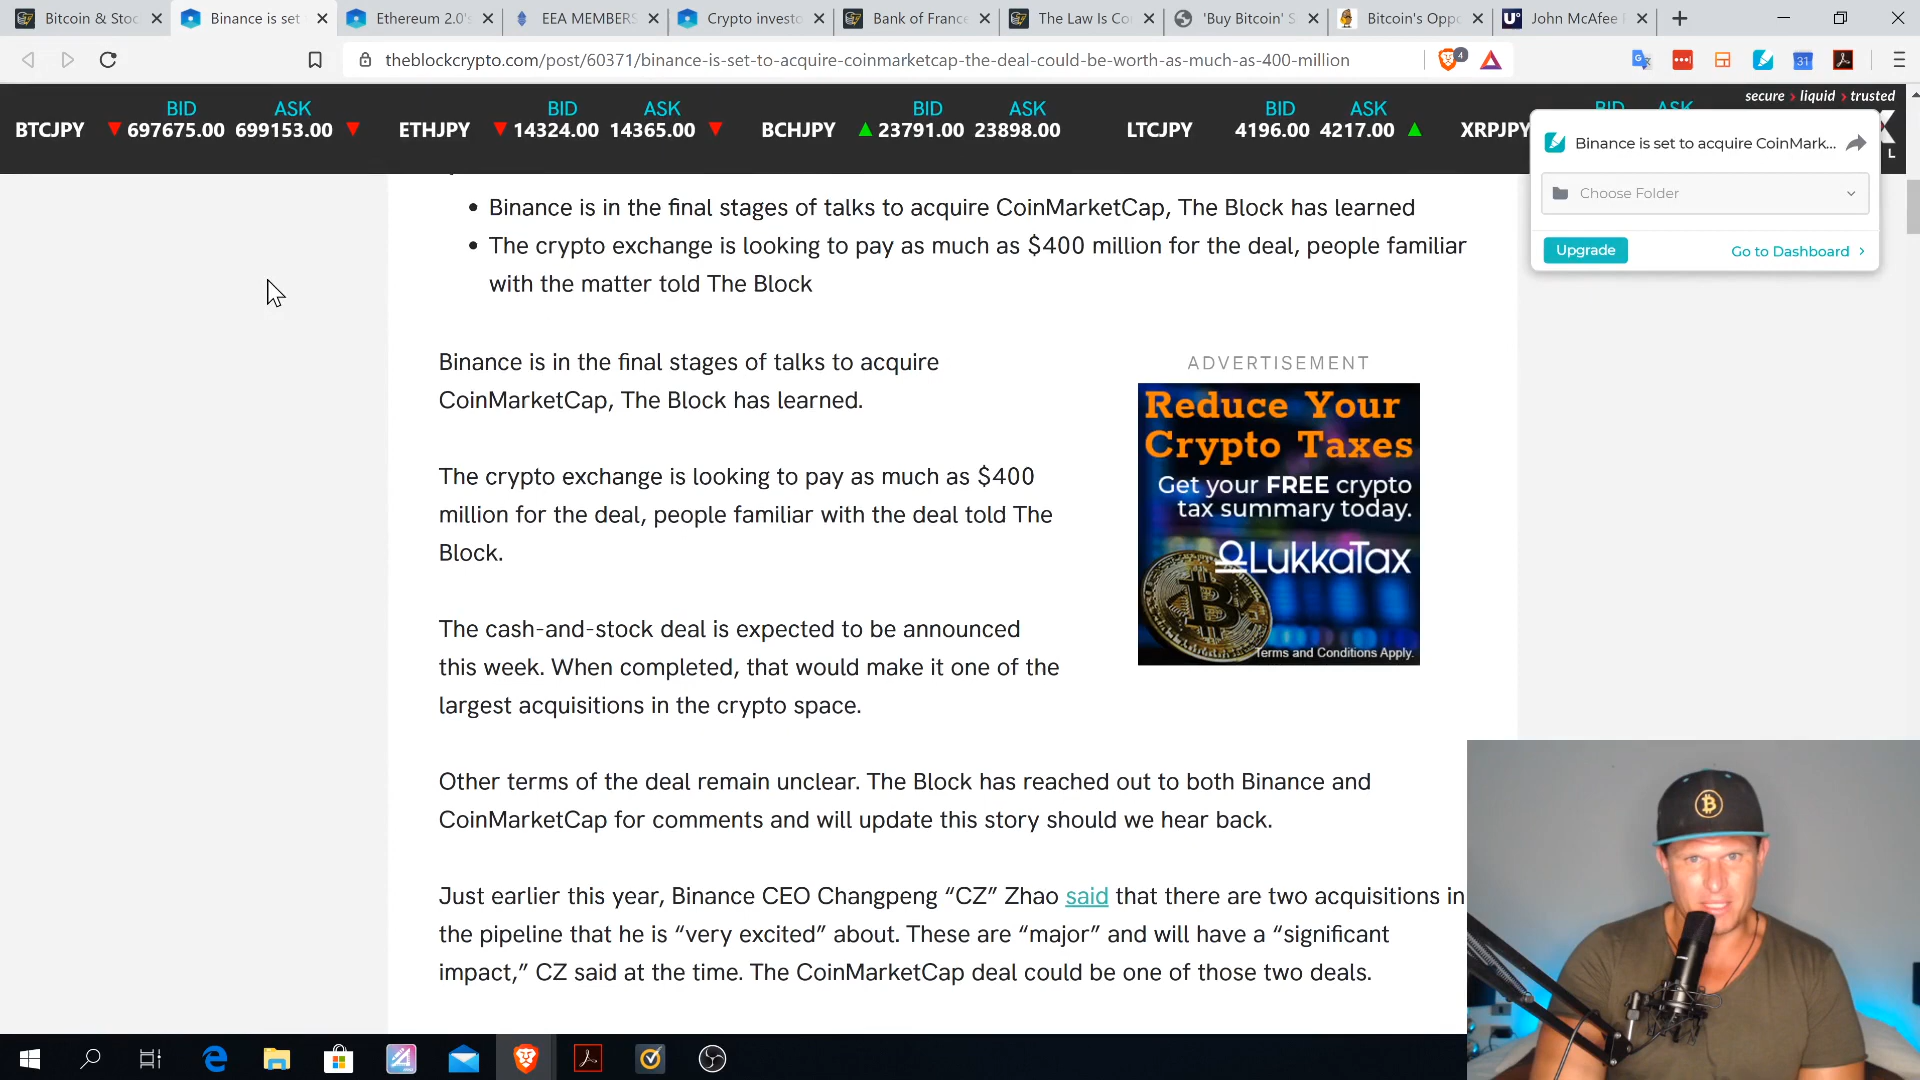 Bitcoin & Stoc
Binance is set
Ethereum 2.0's
EEA MEMBERS
Crypto investo
Bank of France
The Law Is Co
'Buy Bitcoin' S
Bitcoin's Oppo
John McAfee
theblockcrypto.com/post/60371/binance-is-set-to-acquire-coinmarketcap-the-deal-could-be-worth-as-much-as-400-million
4
31
secure › liquid › trusted
BID ASK BID ASK BID ASK BID ASK BID ASK
BTCJPY 697675.00 699153.00 ETHJPY 14324.00 14365.00 BCHJPY 23791.00 23898.00 LTCJPY 4196.00 4217.00 XRPJPY
L
Binance is set to acquire CoinMark...
Choose Folder
Upgrade
Go to Dashboard
• Binance is in the final stages of talks to acquire CoinMarketCap, The Block has learned
• The crypto exchange is looking to pay as much as $400 million for the deal, people familiar
with the matter told The Block
Binance is in the final stages of talks to acquire
CoinMarketCap, The Block has learned.
The crypto exchange is looking to pay as much as $400
million for the deal, people familiar with the deal told The
Block.
The cash-and-stock deal is expected to be announced
this week. When completed, that would make it one of the
largest acquisitions in the crypto space.
ADVERTISEMENT
Reduce Your
Crypto Taxes
Get your FREE crypto
tax summary today.
LukkaTax
Terms and Conditions Apply.
Other terms of the deal remain unclear. The Block has reached out to both Binance and
CoinMarketCap for comments and will update this story should we hear back.
Just earlier this year, Binance CEO Changpeng “CZ” Zhao said that there are two acquisitions in
the pipeline that he is “very excited” about. These are “major” and will have a “significant
impact,” CZ said at the time. The CoinMarketCap deal could be one of those two deals.